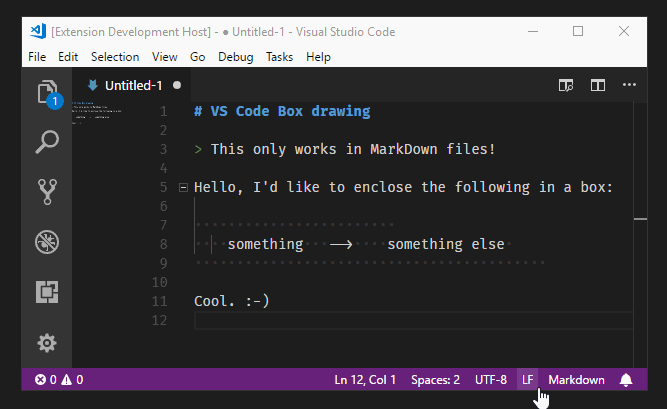 [Extension Development Host] - ● Untitled-1 - Visual Studio Code
File Edit Selection View Go Debug Tasks Help
1
Untitled-1 ●
1 # VS Code Box drawing
2
3 > This only works in MarkDown files!
4
5 Hello, I'd like to enclose the following in a box:
6
7
8 something --> something else
9
10
11 Cool. :-)
12
0 0 Ln 12, Col 1 Spaces: 2 UTF-8 LF Markdown